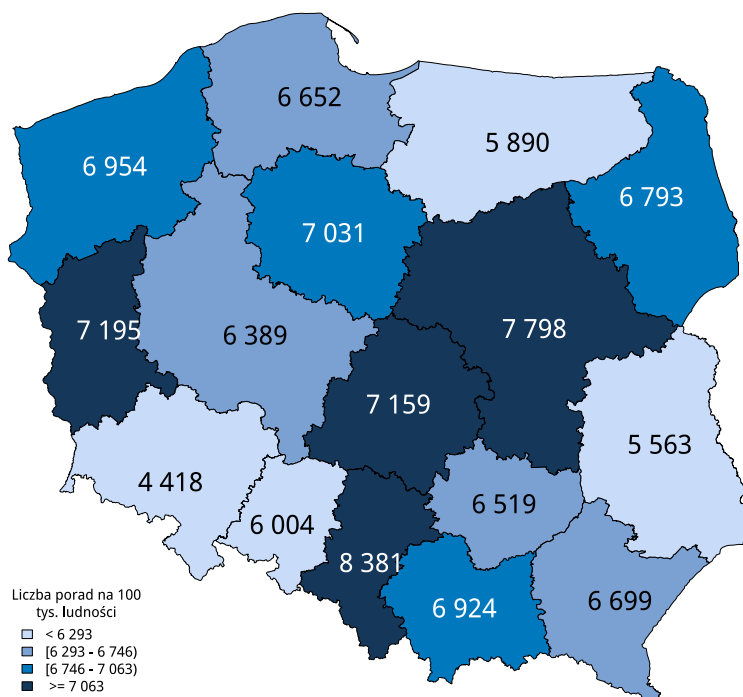 6 652
5 890
6 954
6 793
7 031
7 195
6 389
7 798
7 159
5 563
4 418
6 004
6 519
8 381
6 924
6 699
Liczba porad na 100
tys. ludności
< 6 293
[6 293 - 6 746)
[6 746 - 7 063)
>= 7 063